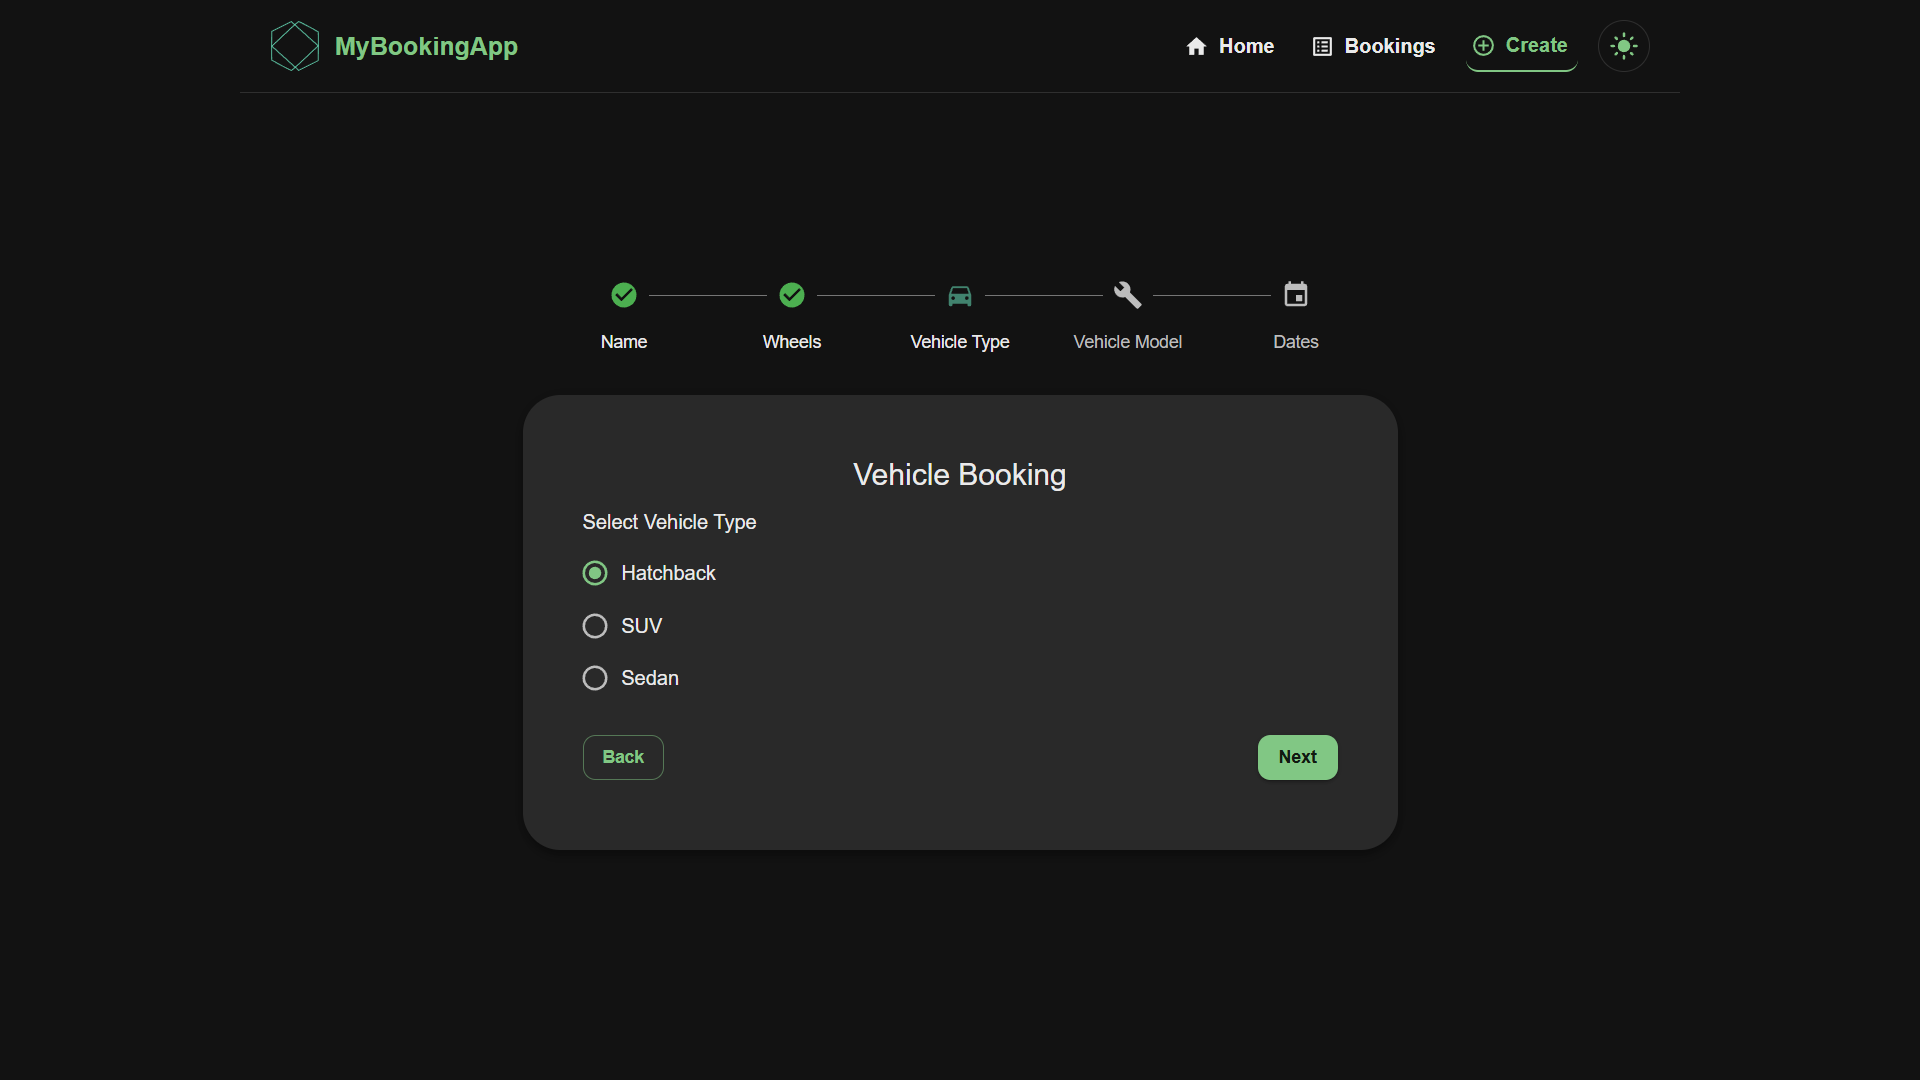 MyBookingApp
Home
Bookings
Create
Name
Wheels
Vehicle Type
Vehicle Model
Dates
Vehicle Booking
Select Vehicle Type
Hatchback
SUV
Sedan
Back
Next